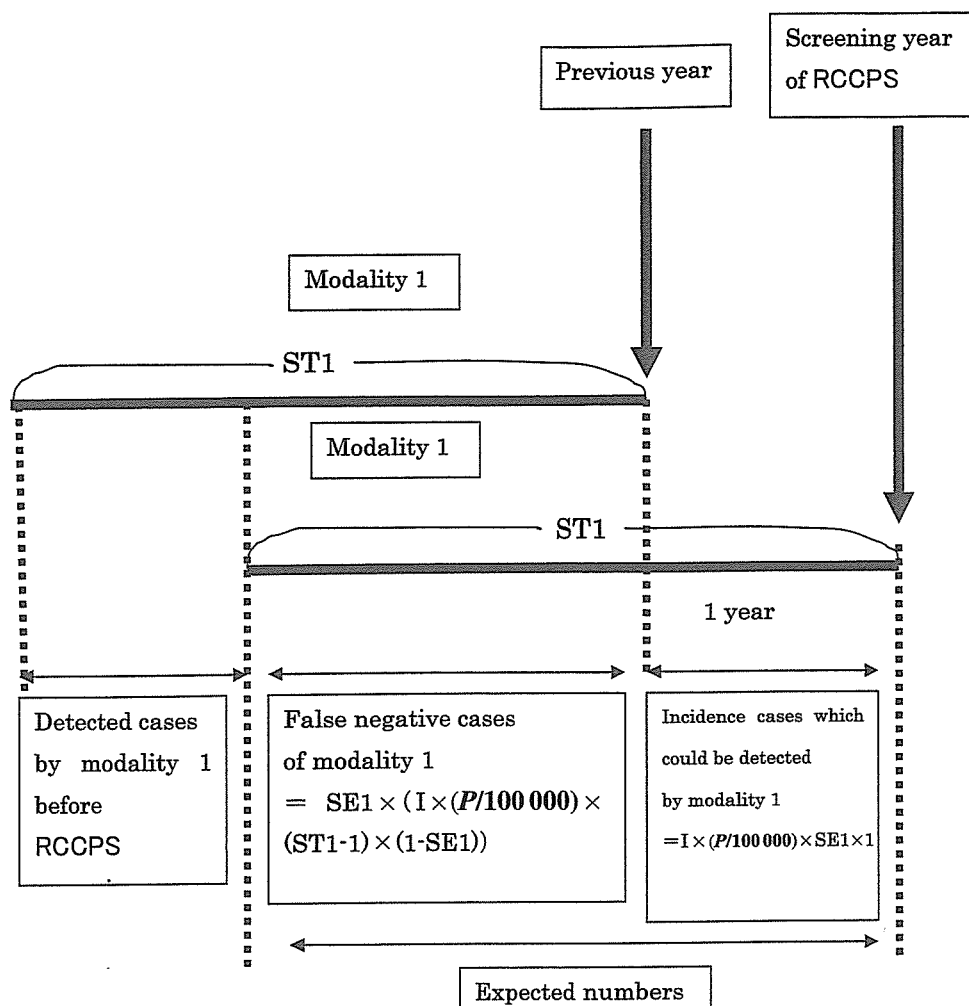 Screening year
of RCCPS
Previous year
Modality 1
ST1
Modality 1
ST1
1 year
Detected cases
by modality 1
before
RCCPS
False negative cases
of modality 1
= SE1 × (I × (P/100 000) ×
(ST1-1) × (1-SE1))
Incidence cases which
could be detected
by modality 1
=I × (P/100 000) × SE1×1
Expected numbers